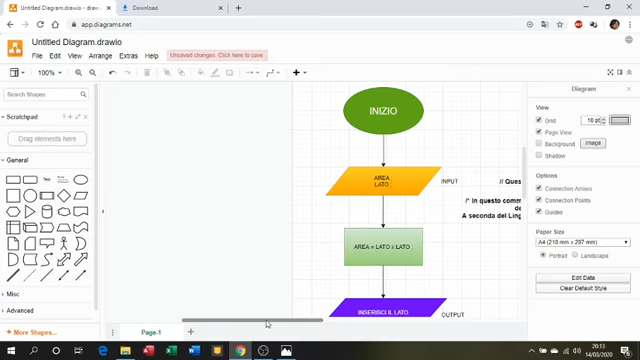 Untitled Diagram.drawio
Download
app.diagrams.net
Untitled Diagram.drawio
File Edit View Arrange Extras Help
Unsaved changes. Click here to save.
100%
Search Shapes
Scratchpad
Drag elements here
General
Text
Misc
Advanced
+ More Shapes...
INIZIO
AREA
LATO ;
INPUT
// Ques
/* In questo comm
de
A seconda del Ling
AREA = LATO x LATO ;
INSERISCI IL LATO
OUTPUT
Page-1
Diagram
View
Grid
10 pt
Page View
Background
Image
Shadow
Options
Connection Arrows
Connection Points
Guides
Paper Size
A4 (210 mm x 297 mm)
Portrait
Landscape
Edit Data
Clear Default Style
20:13
14/03/2020